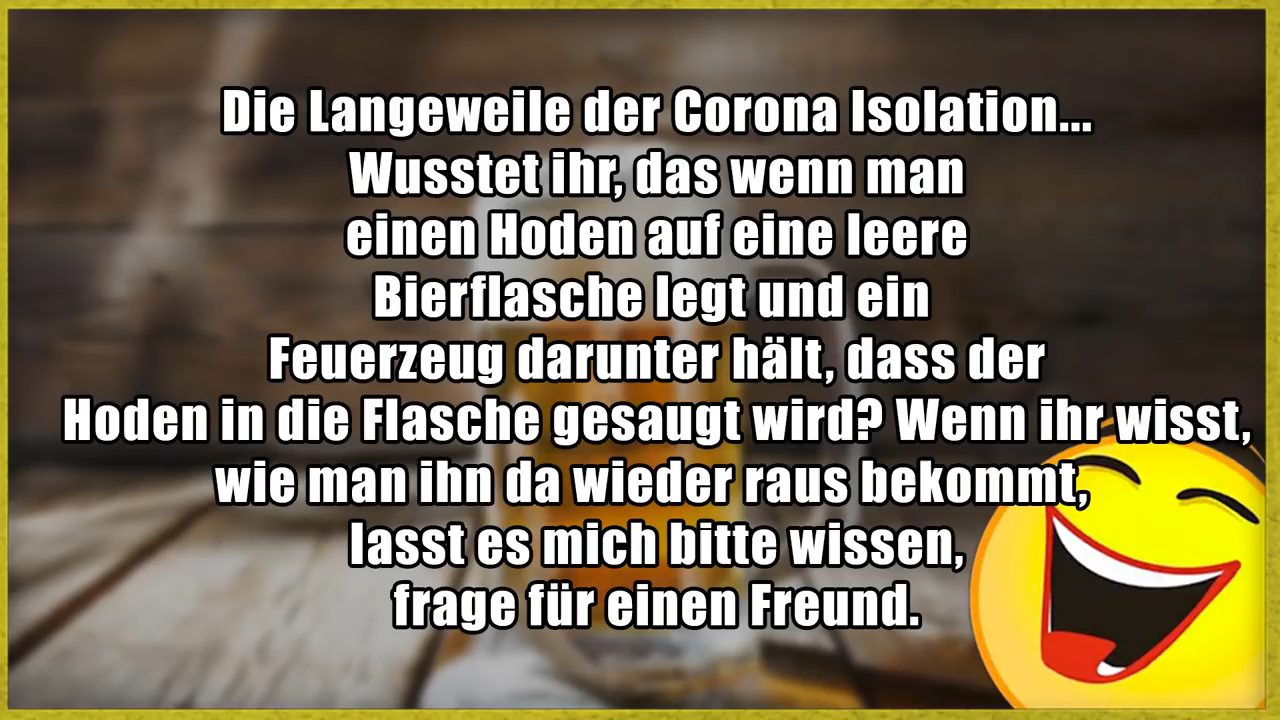 Die Langeweile der Corona Isolation...
Wusstet ihr, das wenn man
einen Hoden auf eine leere
Bierflasche legt und ein
Feuerzeug darunter hält, dass der
Hoden in die Flasche gesaugt wird? Wenn ihr wisst,
wie man ihn da wieder raus bekommt,
lasst es mich bitte wissen,
frage für einen Freund.